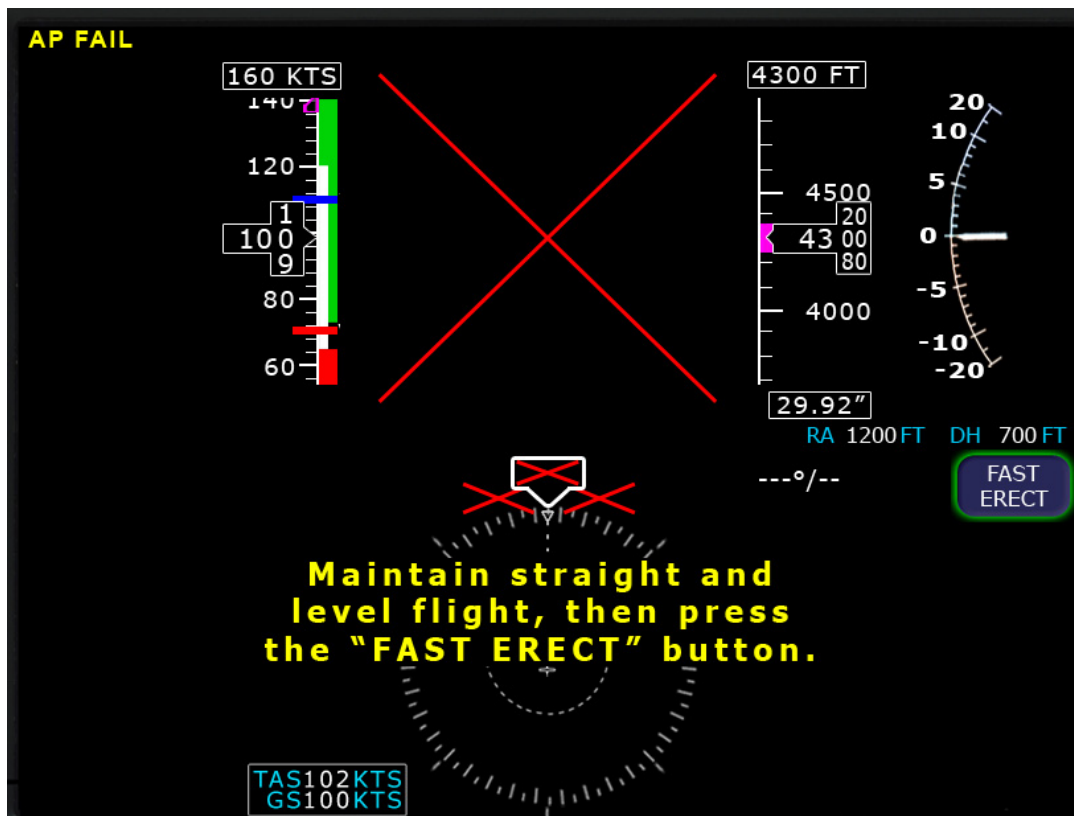 AP FAIL
160 KTS
4300 FT
140
120
1
100
9
80
60
4500
20
43 00
80
4000
29.92”
20
10
5
0
-5
-10
-20
RA 1200 FT DH 700 FT
---°/--
FAST
ERECT
Maintain straight and
level flight, then press
the “FAST ERECT” button.
TAS102KTS
GS100KTS